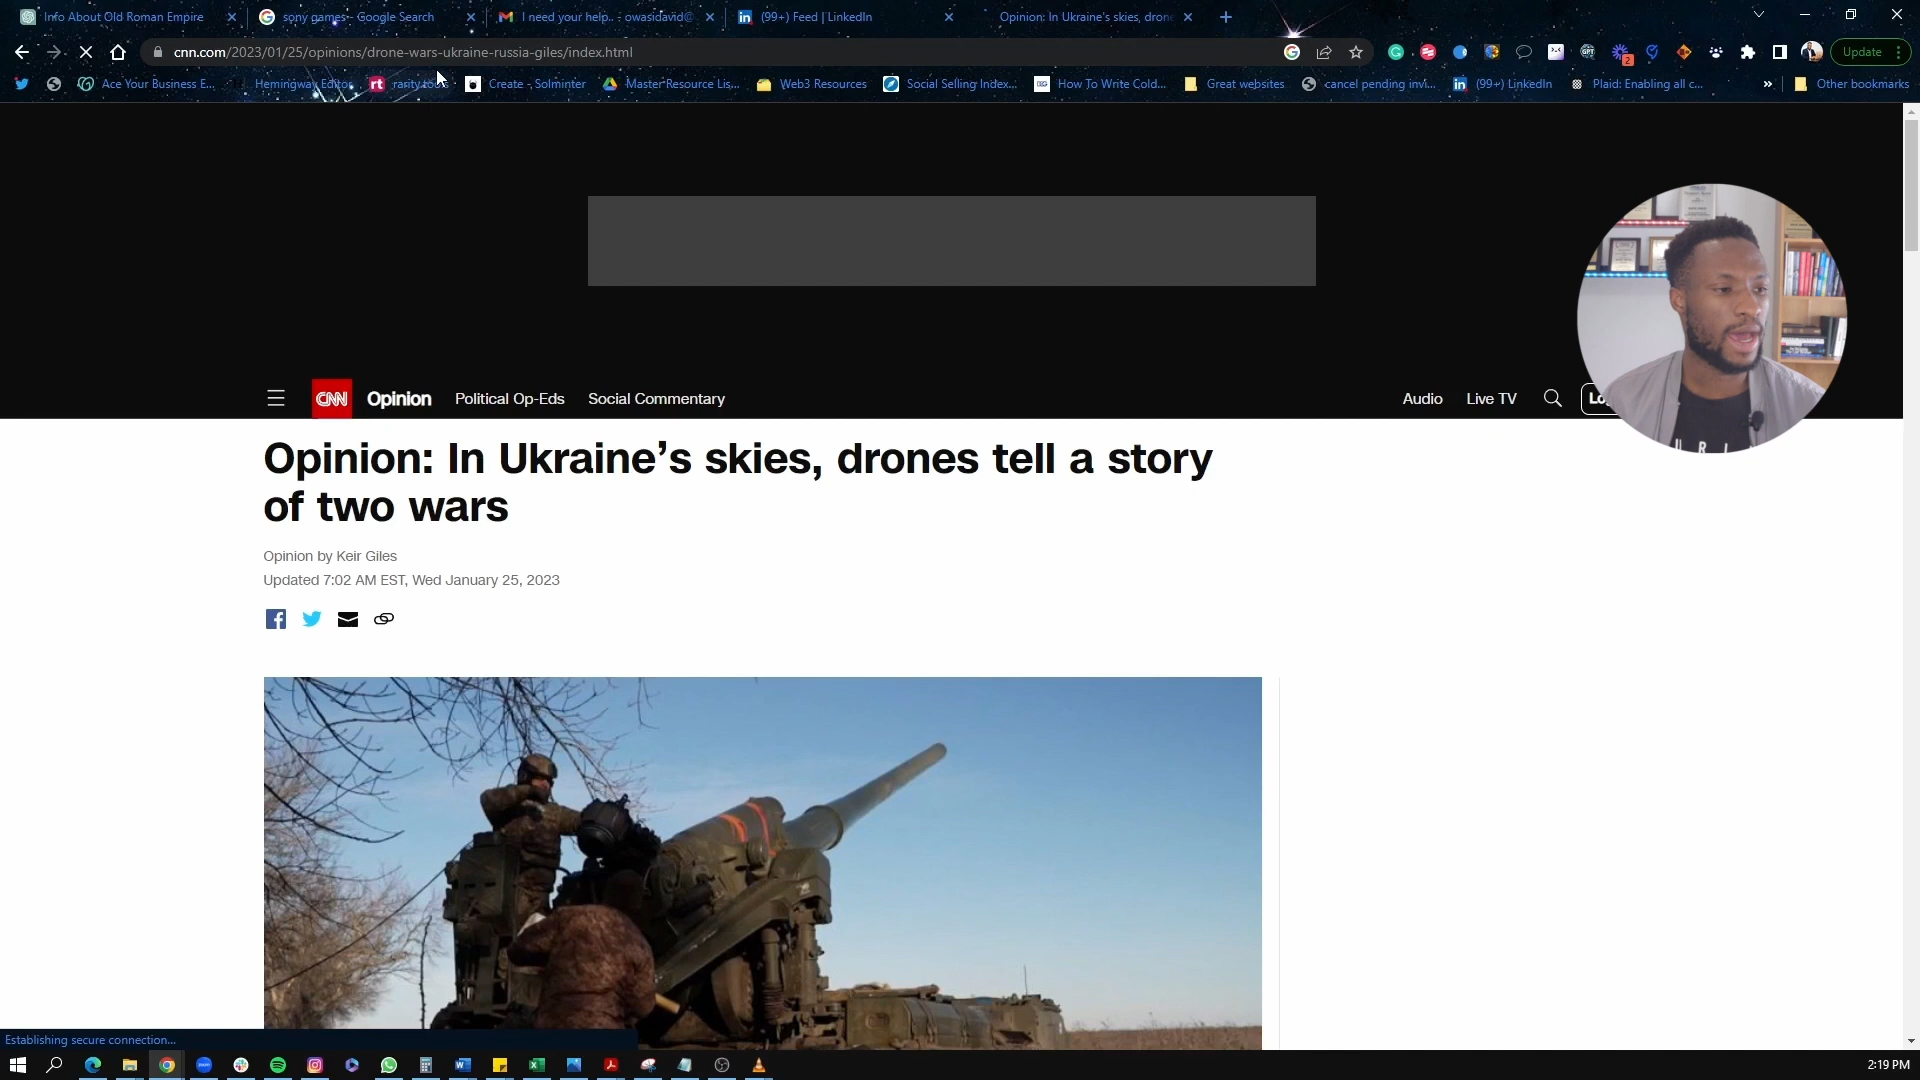 Info About Old Roman Empire
sony games - Google Search
I need your help.. - owasidavid@
(99+) Feed | LinkedIn
Opinion: In Ukraine's skies, drone
cnn.com/2023/01/25/opinions/drone-wars-ukraine-russia-giles/index.html
Update
Ace Your Business E...
Hemingway Editor
rarity.tools
Create - Solminter
Master Resource Lis...
Web3 Resources
Social Selling Index...
How To Write Cold...
Great websites
cancel pending invi...
(99+) LinkedIn
Plaid: Enabling all c...
»
Other bookmarks
CNN
Opinion
Political Op-Eds
Social Commentary
Audio
Live TV
Opinion: In Ukraine’s skies, drones tell a story
of two wars
Opinion by Keir Giles
Updated 7:02 AM EST, Wed January 25, 2023
Establishing secure connection...
2:19 PM